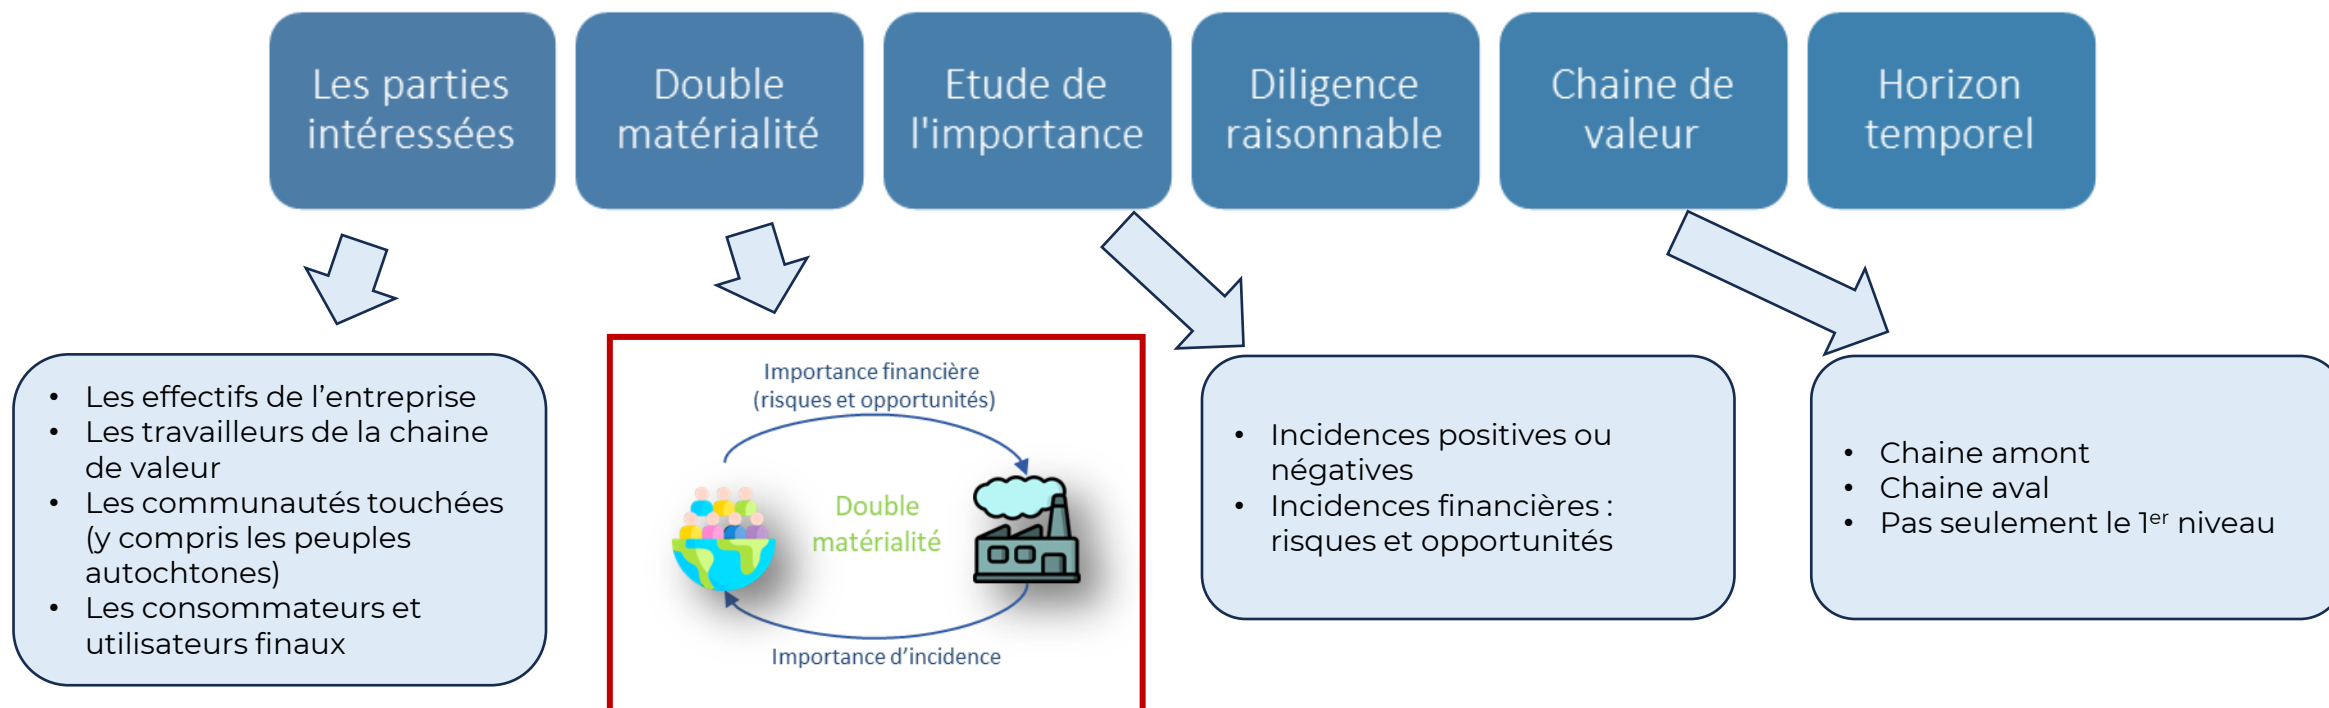 Les parties
intéressées
Double
matérialité
Etude de
l'importance
Diligence
raisonnable
Chaine de
valeur
Horizon
temporel
• Les effectifs de l’entreprise
• Les travailleurs de la chaine
de valeur
• Les communautés touchées
(y compris les peuples
autochtones)
• Les consommateurs et
utilisateurs finaux
Importance financière
(risques et opportunités)
Double
matérialité
Importance d’incidence
• Incidences positives ou
négatives
• Incidences financières :
risques et opportunités
• Chaine amont
• Chaine aval
• Pas seulement le 1er niveau